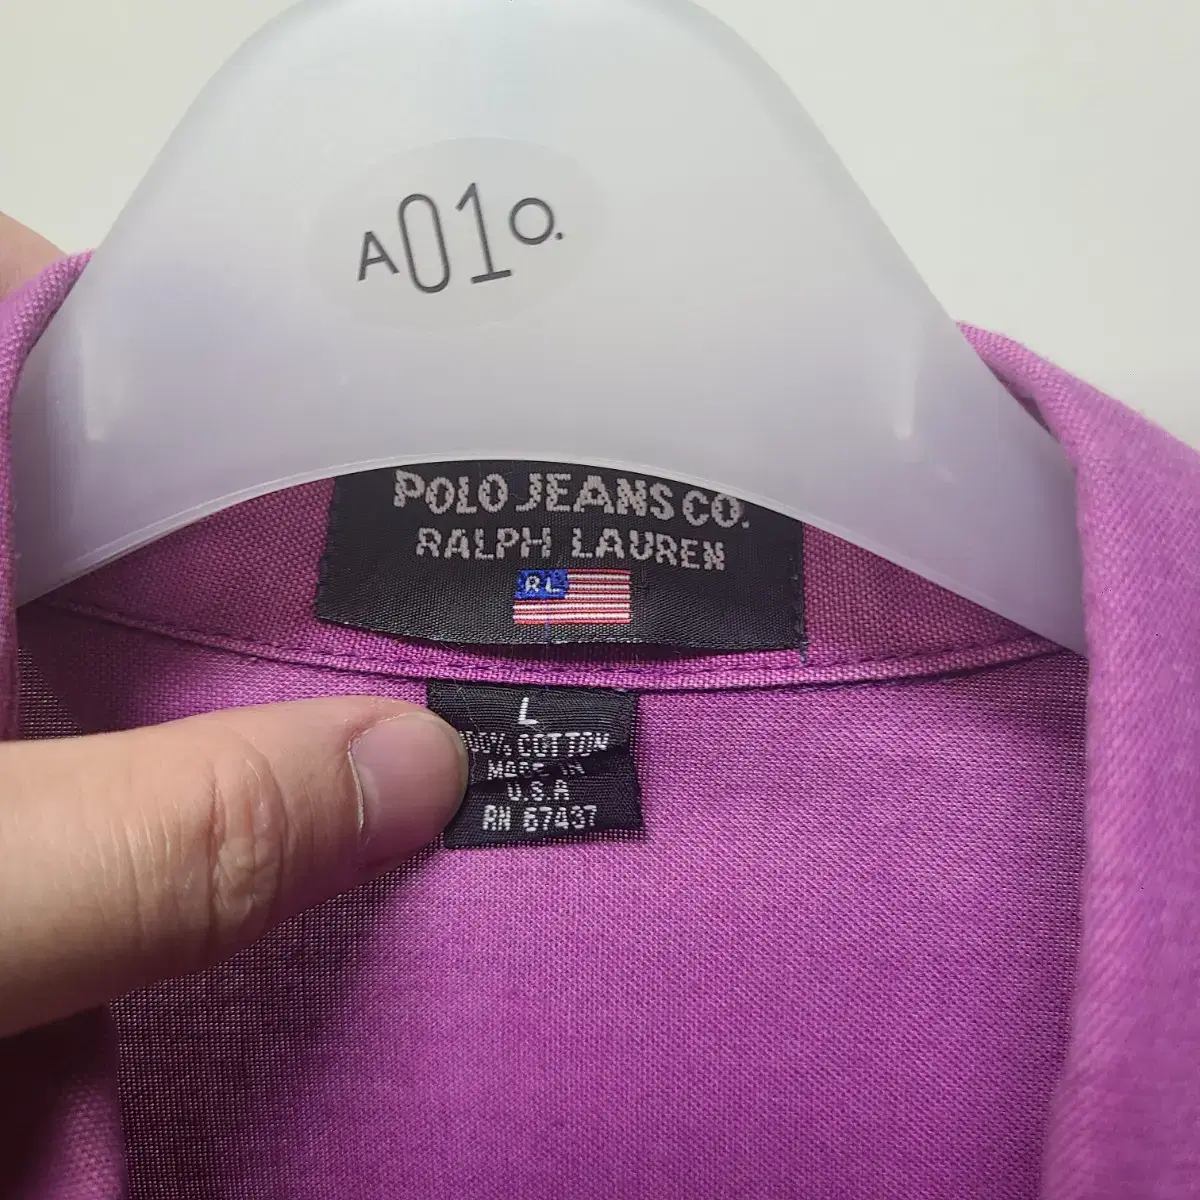 A01O.
POLO JEANS CO.
RALPH LAUREN
RL
L
100% COTTON
MADE IN
U.S.A
RN 67437